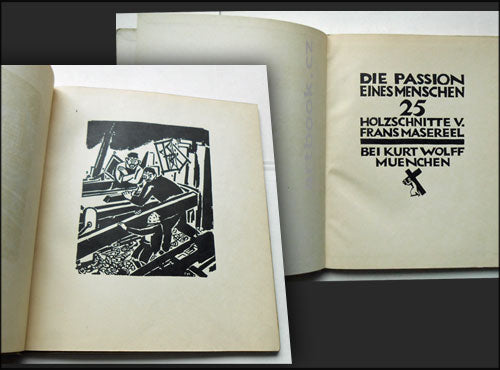 DIE PASSION
EINES MENSCHEN
25
HOLZSCHNITTE V.
FRANS MASEREEL
BEI KURT WOLFF
MUENCHEN